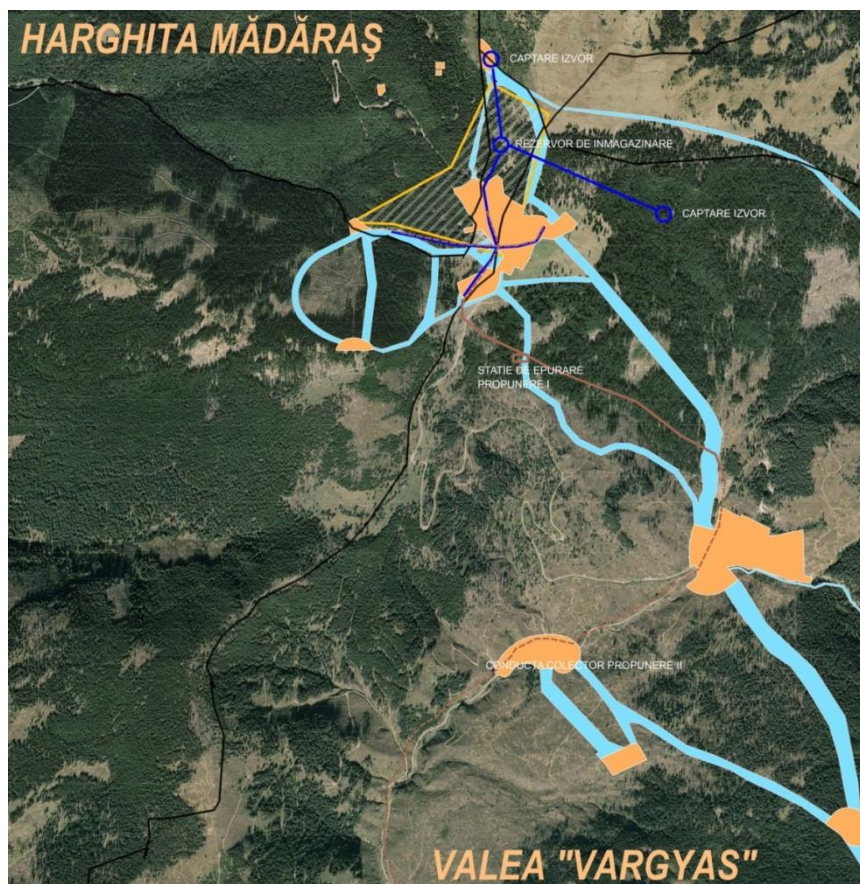 HARGHITA MĂDĂRAŞ
CAPTARE IZVOR
REZERVOR DE INMAGAZINARE
CAPTARE IZVOR
STATIE DE EPURARE
PROPUNERE I
CONDUCTA COLECTOR PROPUNERE II
VALEA "VARGYAS"